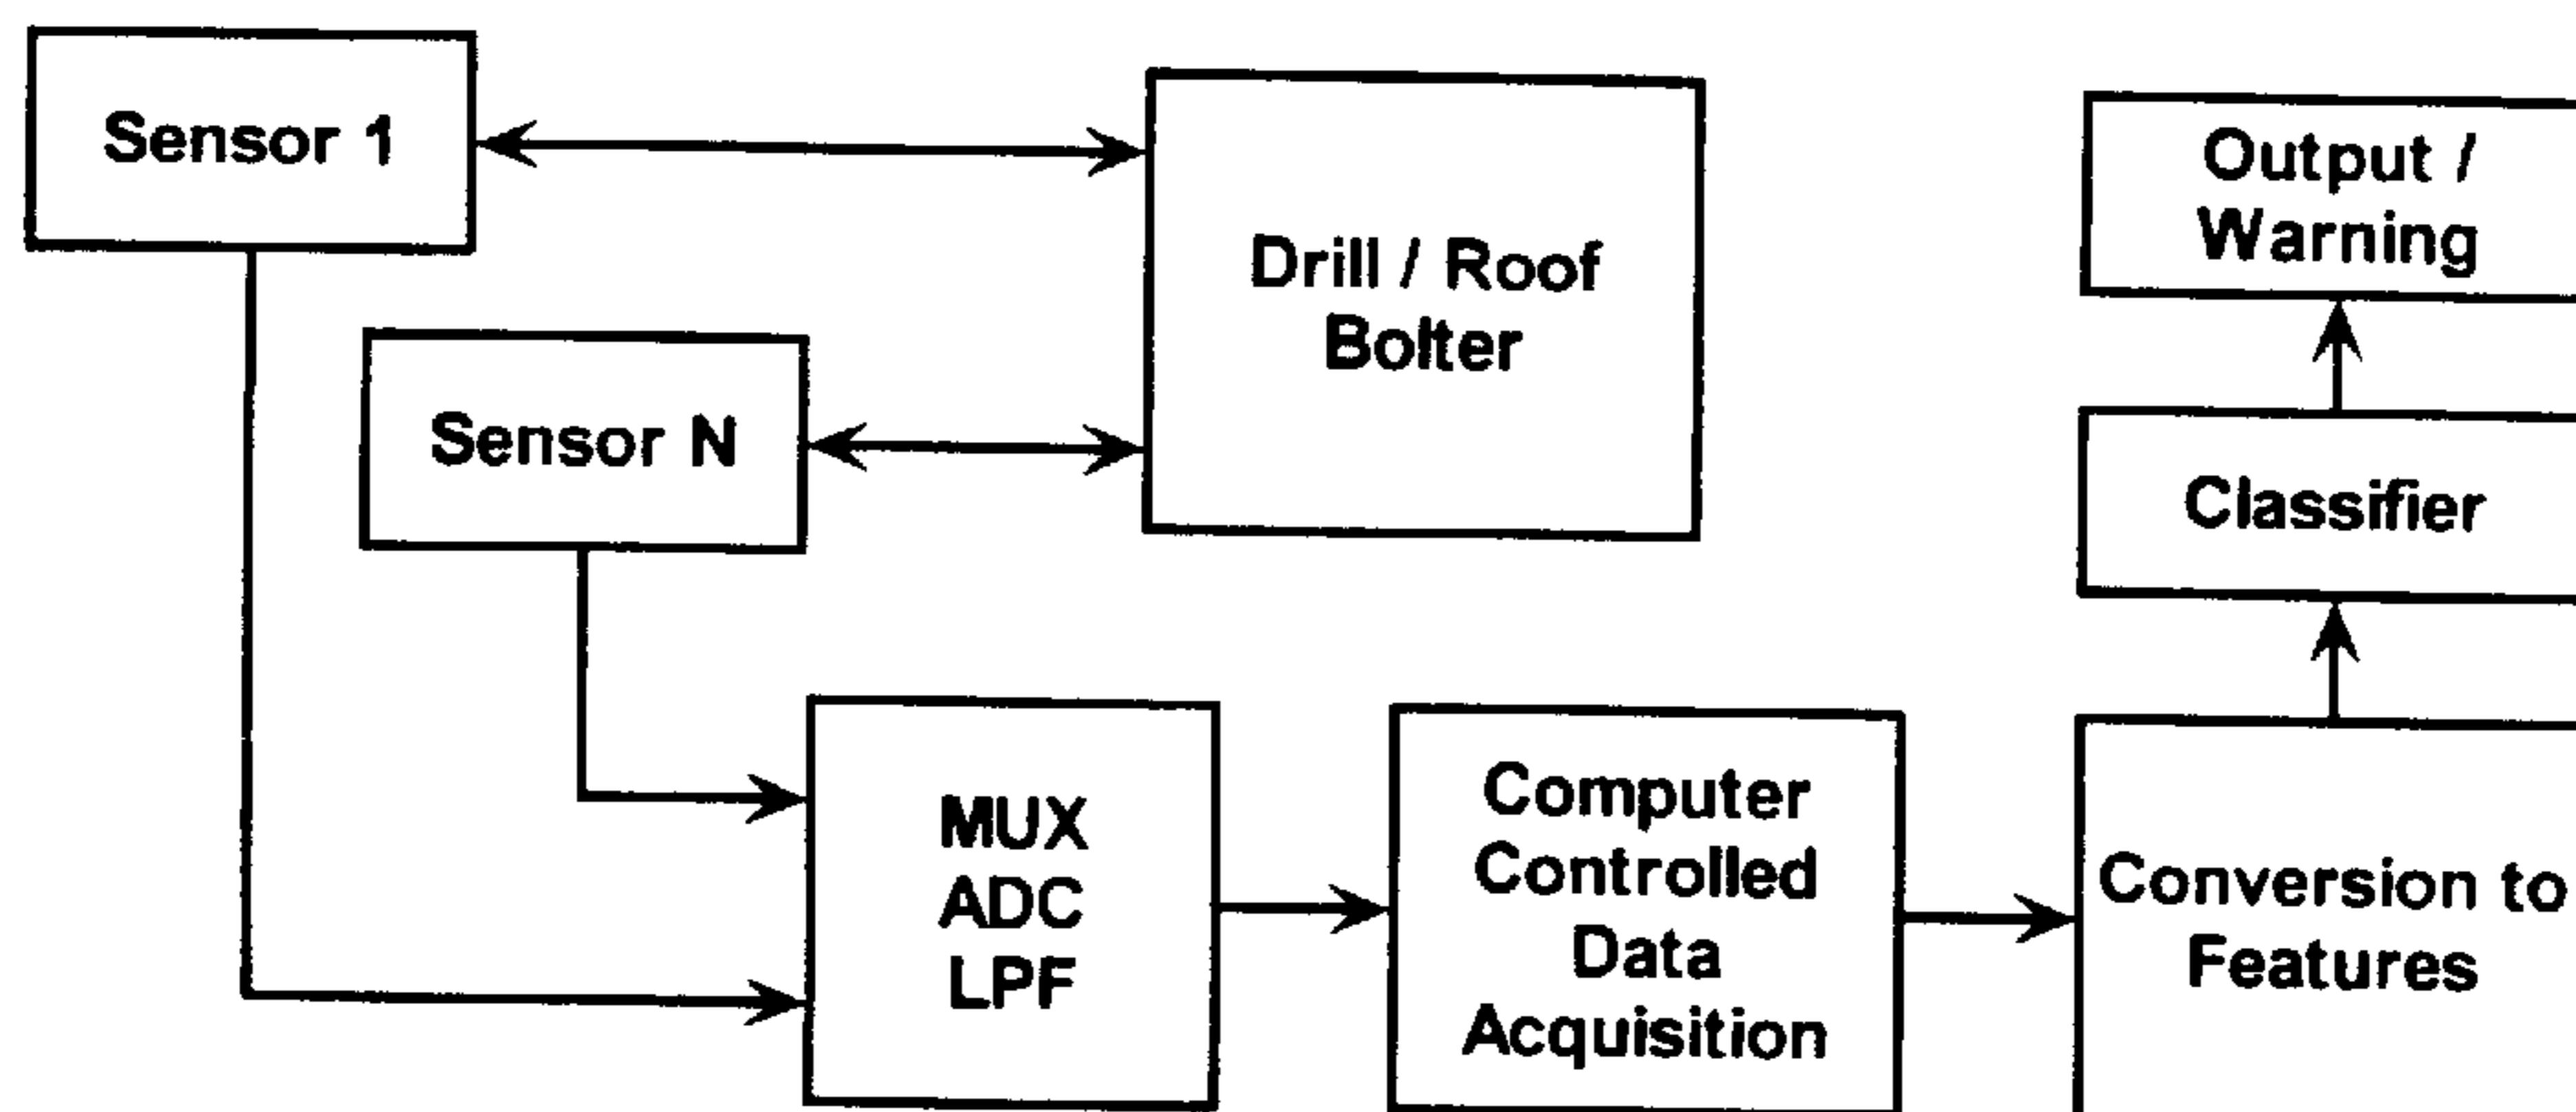 Sensor 1
Drill / Roof
Bolter
Output /
Warning
Sensor N
Classifier
MUX
ADC
LPF
Computer
Controlled
Data
Acquisition
Conversion to
Features